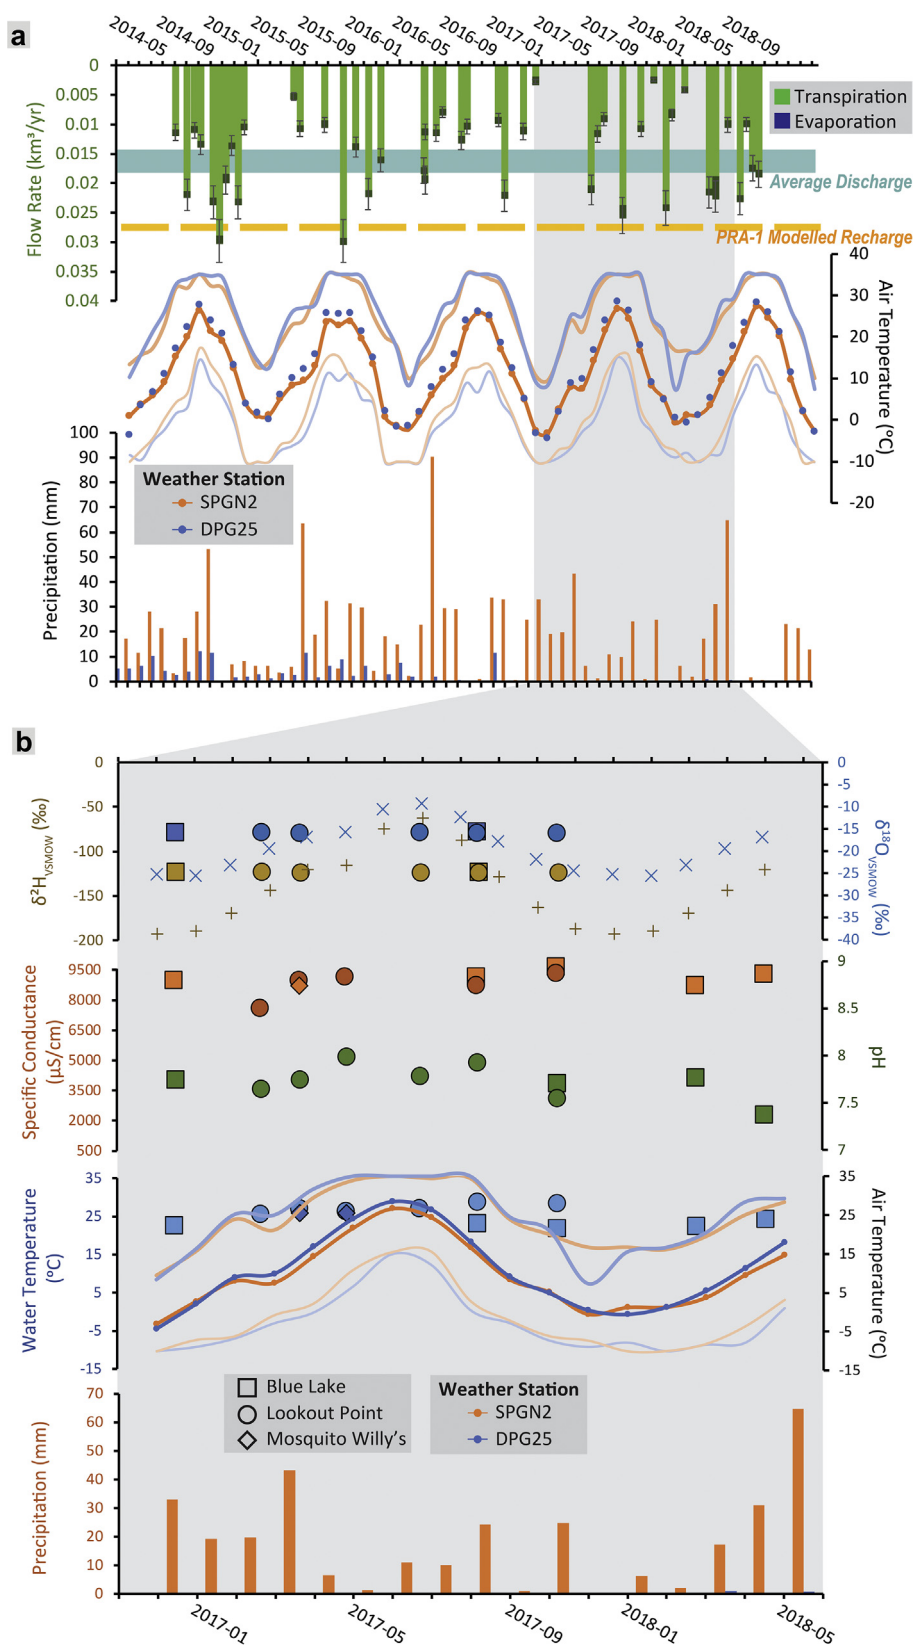 a
2014-05 2014-09 2015-01 2015-05 2015-09 2016-01 2016-05 2016-09 2017-01 2017-05 2017-09 2018-01 2018-05 2018-09
Flow Rate (km³/yr)
0
0.005
0.01
0.015
0.02
0.025
0.03
0.035
0.04
Transpiration
Evaporation
Average Discharge
PRA-1 Modelled Recharge
40
30
20
10
0
-10
-20
Air Temperature (°C)
100
90
80
70
60
50
40
30
20
10
0
Precipitation (mm)
Weather Station
SPGN2
DPG25
b
0
-50
-100
-150
-200
δ²H VSMOW (‰)
0
-5
-10
-15
-20
-25
-30
-35
-40
δ¹⁸O VSMOW (‰)
9500
8000
6500
5000
3500
2000
500
Specific Conductance
(µS/cm)
9
8.5
8
7.5
7
pH
35
25
15
5
-5
-15
Water Temperature
(°C)
35
25
15
5
-5
-15
Air Temperature (°C)
Blue Lake
Lookout Point
Mosquito Willy's
Weather Station
SPGN2
DPG25
70
60
50
40
30
20
10
0
Precipitation (mm)
2017-01 2017-05 2017-09 2018-01 2018-05